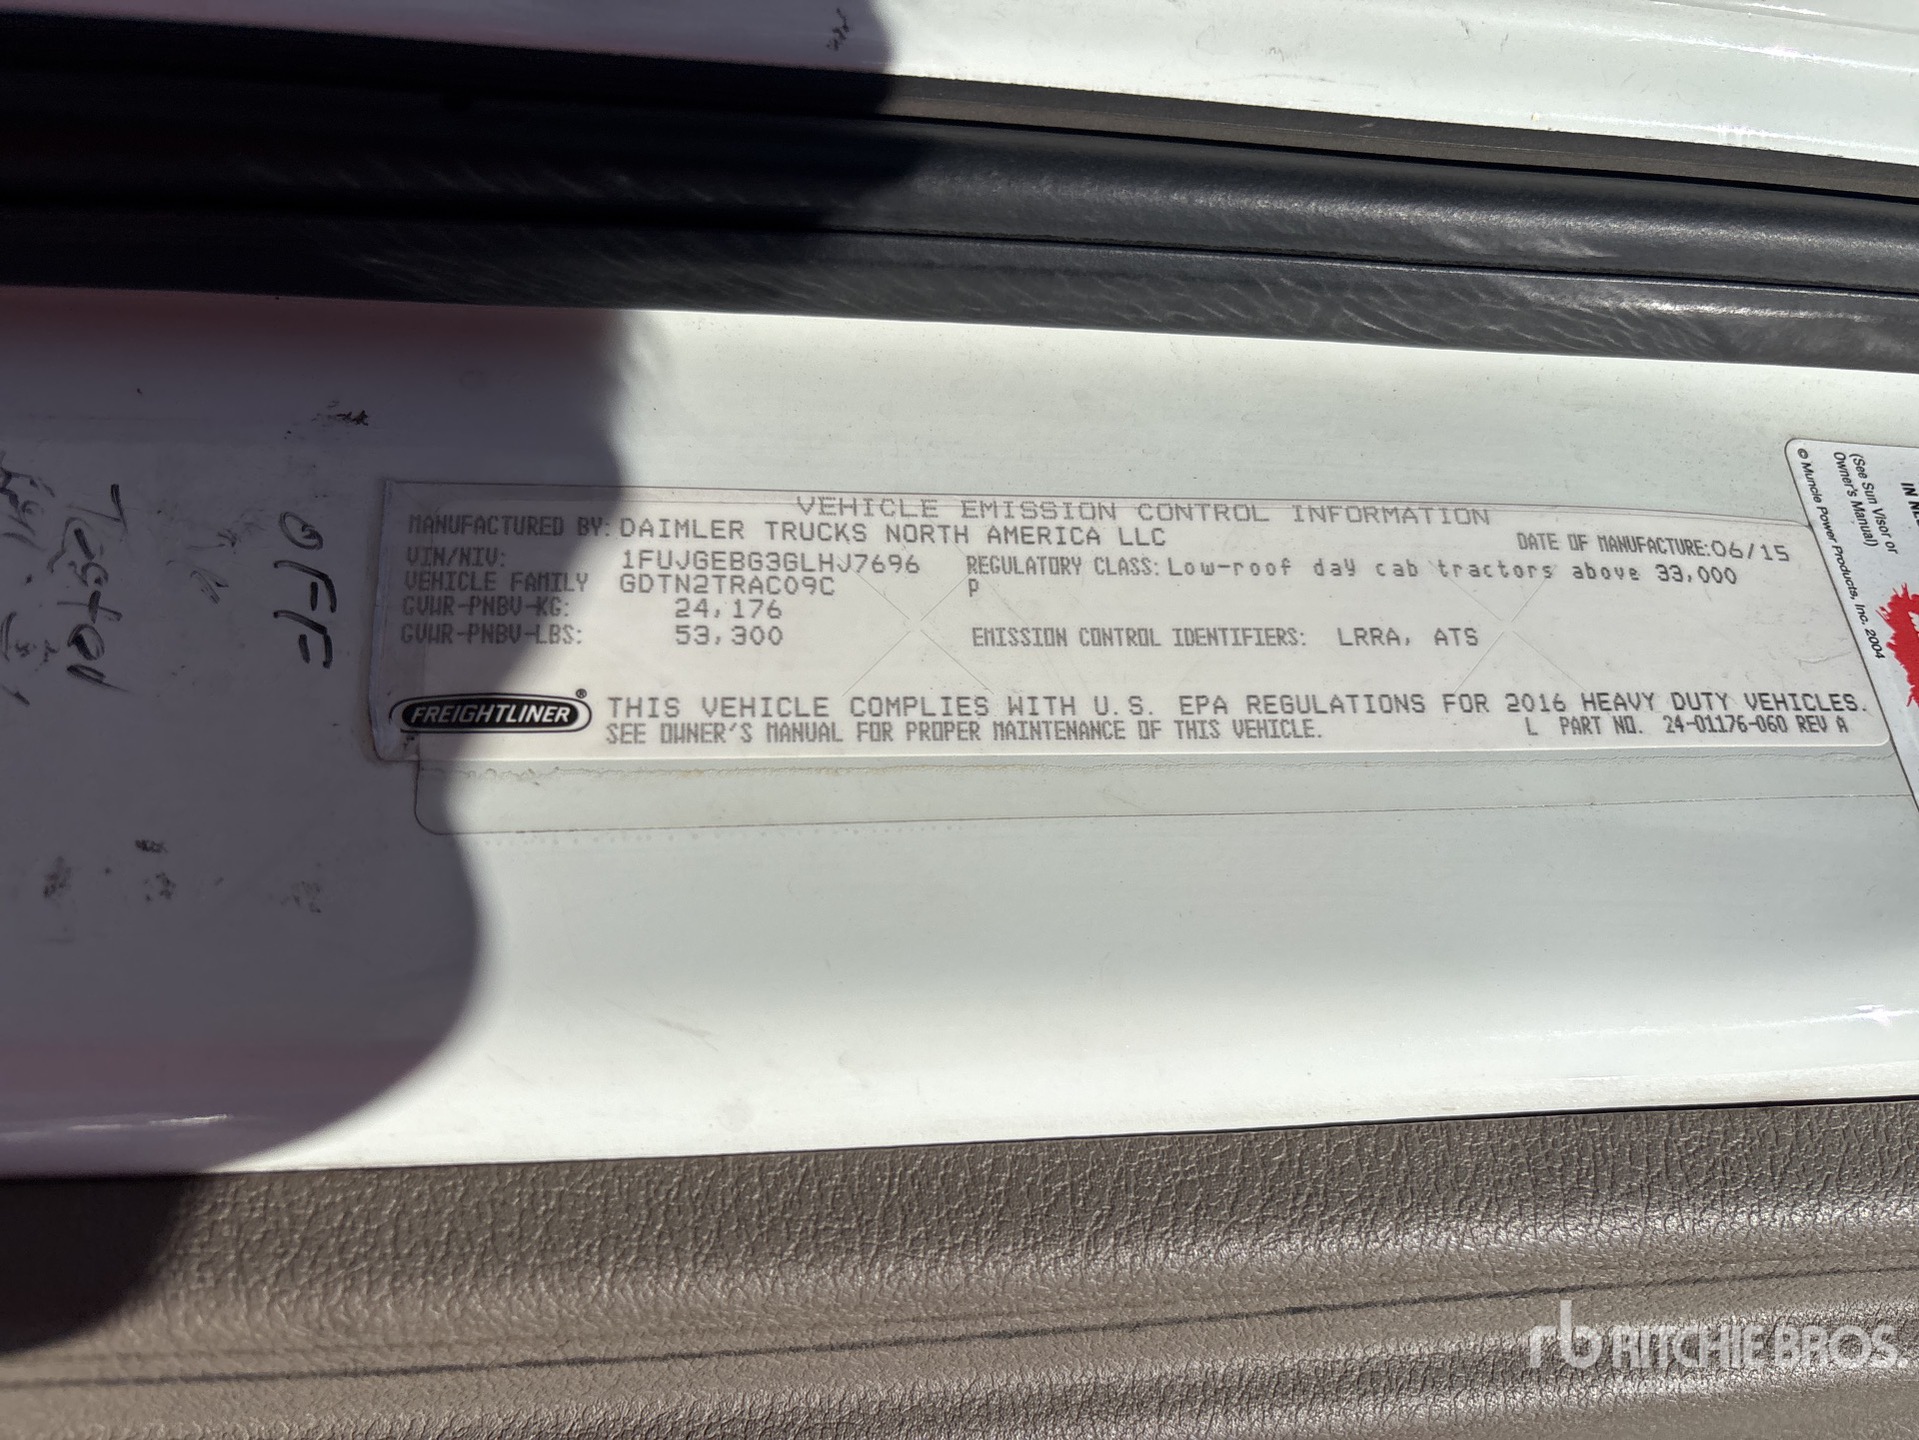 VEHICLE EMISSION CONTROL INFORMATION
MANUFACTURED BY: DAIMLER TRUCKS NORTH AMERICA LLC
DATE OF MANUFACTURE: 06/15
VIN/NIV: 1FUJGEBG3GLHJ7696
REGULATORY CLASS: Low-roof day cab tractors above 33,000
P
VEHICLE FAMILY GDTN2TRAC09C
GVWR-PNBV-KG: 24,176
GVWR-PNBV-LBS: 53,300
EMISSION CONTROL IDENTIFIERS: LRRA, ATS
FREIGHTLINER®
THIS VEHICLE COMPLIES WITH U.S. EPA REGULATIONS FOR 2016 HEAVY DUTY VEHICLES.
SEE OWNER'S MANUAL FOR PROPER MAINTENANCE OF THIS VEHICLE.
L PART NO. 24-01176-060 REV A
OFF
Tested
(See Sun Visor or
Owner's Manual)
© Muncie Power Products, Inc. 2004
rb RITCHIE BROS.